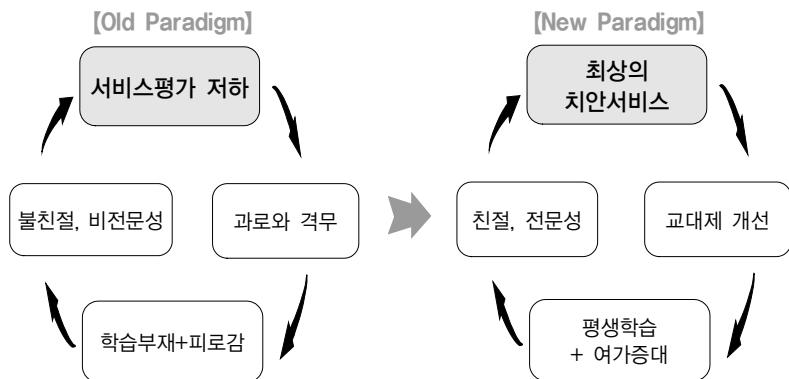 【Old Paradigm】
서비스평가 저하
불친절, 비전문성
과로와 격무
학습부재+피로감
【New Paradigm】
최상의
치안서비스
친절, 전문성
교대제 개선
평생학습
+ 여가증대